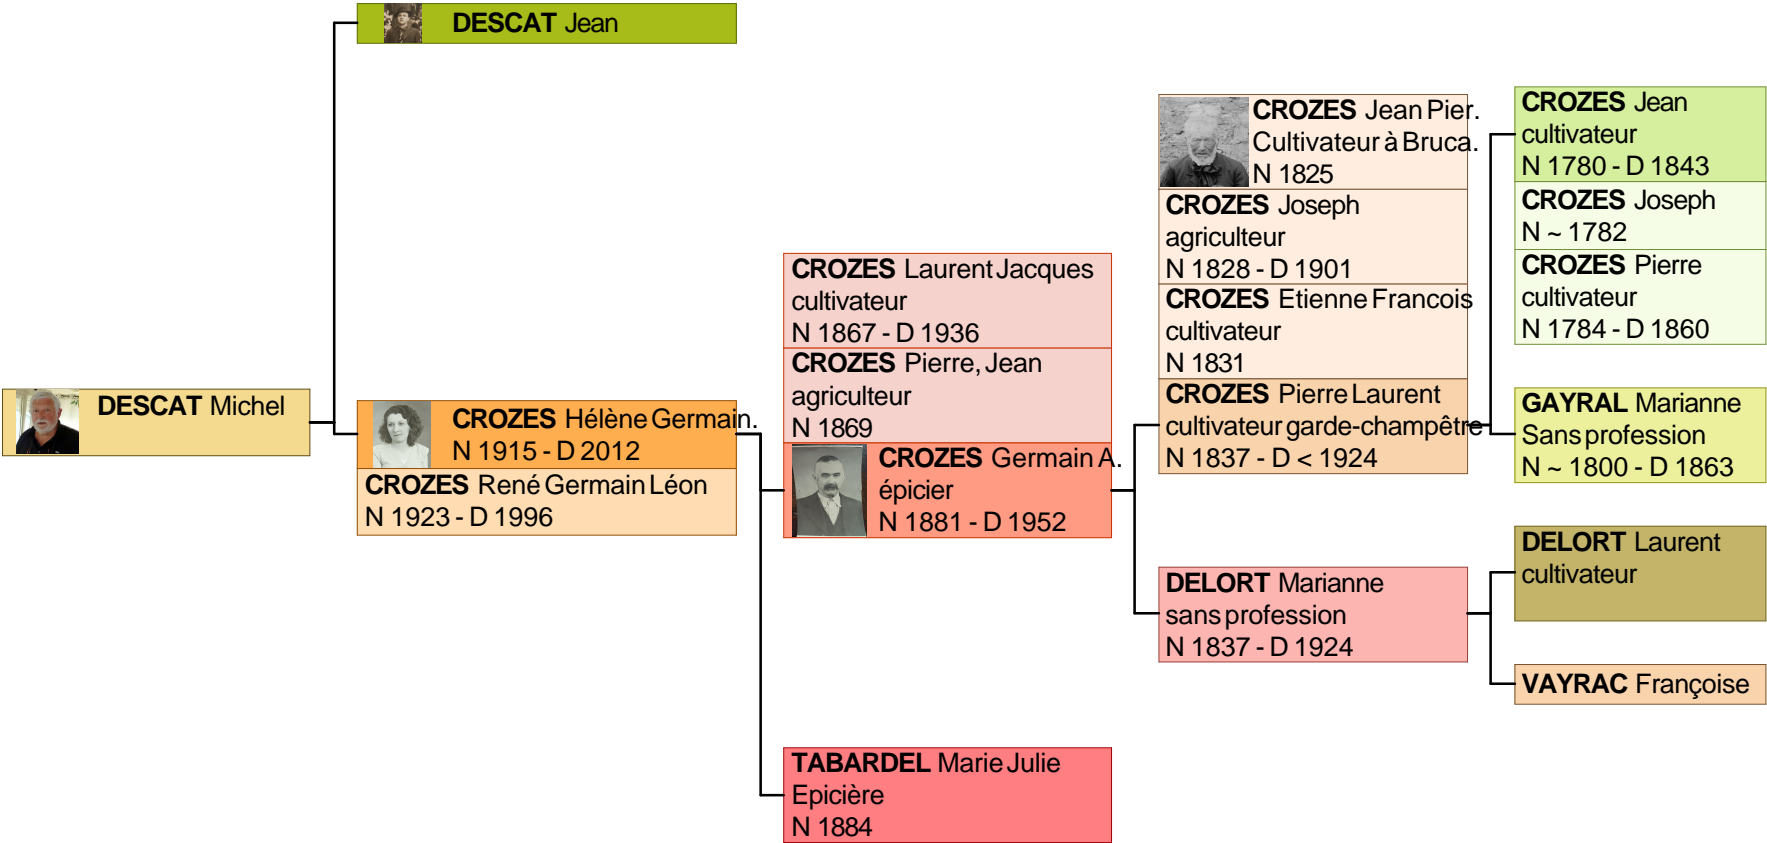 DESCAT Jean
DESCAT Michel
CROZES Hélène Germain.
N 1915 - D 2012
CROZES René Germain Léon
N 1923 - D 1996
CROZES Laurent Jacques
cultivateur
N 1867 - D 1936
CROZES Pierre, Jean
agriculteur
N 1869
CROZES Germain A.
épicier
N 1881 - D 1952
TABARDEL Marie Julie
Epicière
N 1884
CROZES Jean Pier.
Cultivateur à Bruca.
N 1825
CROZES Joseph
agriculteur
N 1828 - D 1901
CROZES Etienne Francois
cultivateur
N 1831
CROZES Pierre Laurent
cultivateur garde-champêtre
N 1837 - D < 1924
DELORT Marianne
sans profession
N 1837 - D 1924
CROZES Jean
cultivateur
N 1780 - D 1843
CROZES Joseph
N ~ 1782
CROZES Pierre
cultivateur
N 1784 - D 1860
GAYRAL Marianne
Sans profession
N ~ 1800 - D 1863
DELORT Laurent
cultivateur
VAYRAC Françoise